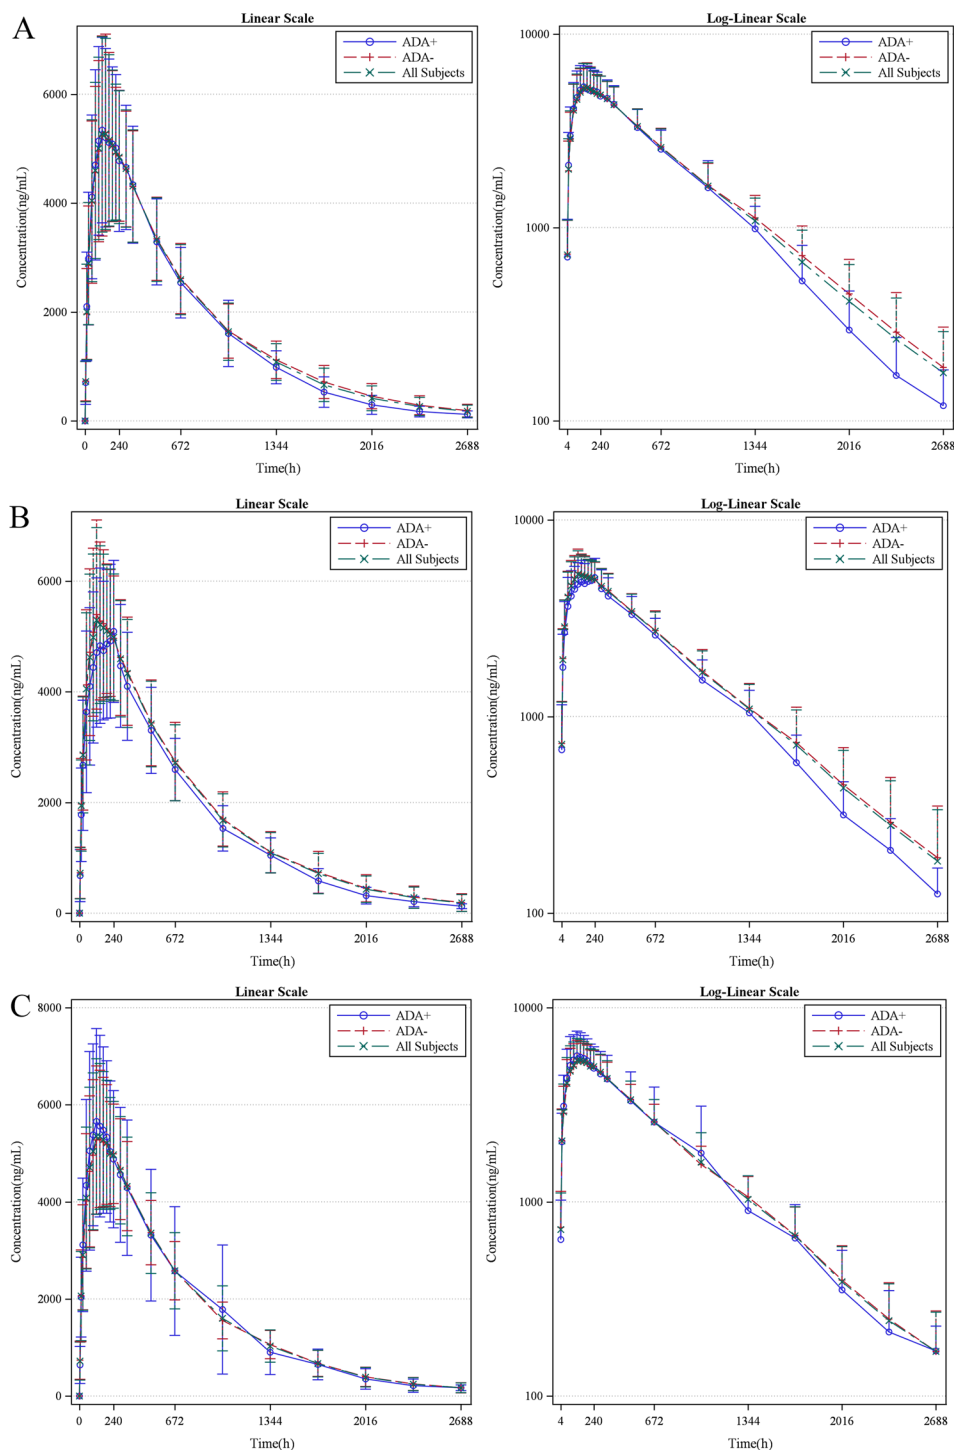 A
Linear Scale
ADA+
ADA-
All Subjects
6000
4000
2000
0
Concentration(ng/mL)
0 240 672 1344 2016 2688
Time(h)
Log-Linear Scale
ADA+
ADA-
All Subjects
10000
1000
100
Concentration(ng/mL)
4 240 672 1344 2016 2688
Time(h)
B
Linear Scale
ADA+
ADA-
All Subjects
6000
4000
2000
0
Concentration(ng/mL)
0 240 672 1344 2016 2688
Time(h)
Log-Linear Scale
ADA+
ADA-
All Subjects
10000
1000
100
Concentration(ng/mL)
4 240 672 1344 2016 2688
Time(h)
C
Linear Scale
ADA+
ADA-
All Subjects
8000
6000
4000
2000
0
Concentration(ng/mL)
0 240 672 1344 2016 2688
Time(h)
Log-Linear Scale
ADA+
ADA-
All Subjects
10000
1000
100
Concentration(ng/mL)
4 240 672 1344 2016 2688
Time(h)